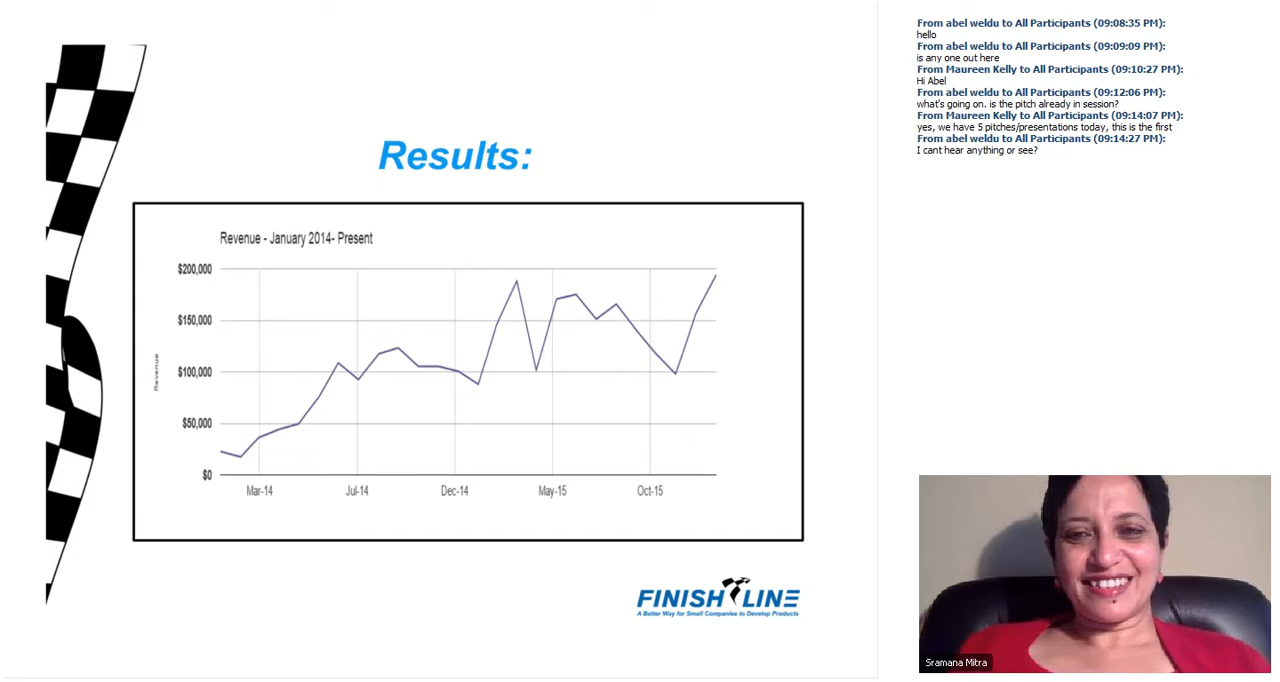 Results:
Revenue - January 2014- Present
$200,000
$150,000
$100,000
$50,000
$0
Revenue
Mar-14
Jul-14
Dec-14
May-15
Oct-15
FINISH LINE
A Better Way for Small Companies to Develop Products
From abel weldu to All Participants (09:08:35 PM):
hello
From abel weldu to All Participants (09:09:09 PM):
is any one out here
From Maureen Kelly to All Participants (09:10:27 PM):
Hi Abel
From abel weldu to All Participants (09:12:06 PM):
what's going on. is the pitch already in session?
From Maureen Kelly to All Participants (09:14:07 PM):
yes, we have 5 pitches/presentations today, this is the first
From abel weldu to All Participants (09:14:27 PM):
I cant hear anything or see?
Sramana Mitra